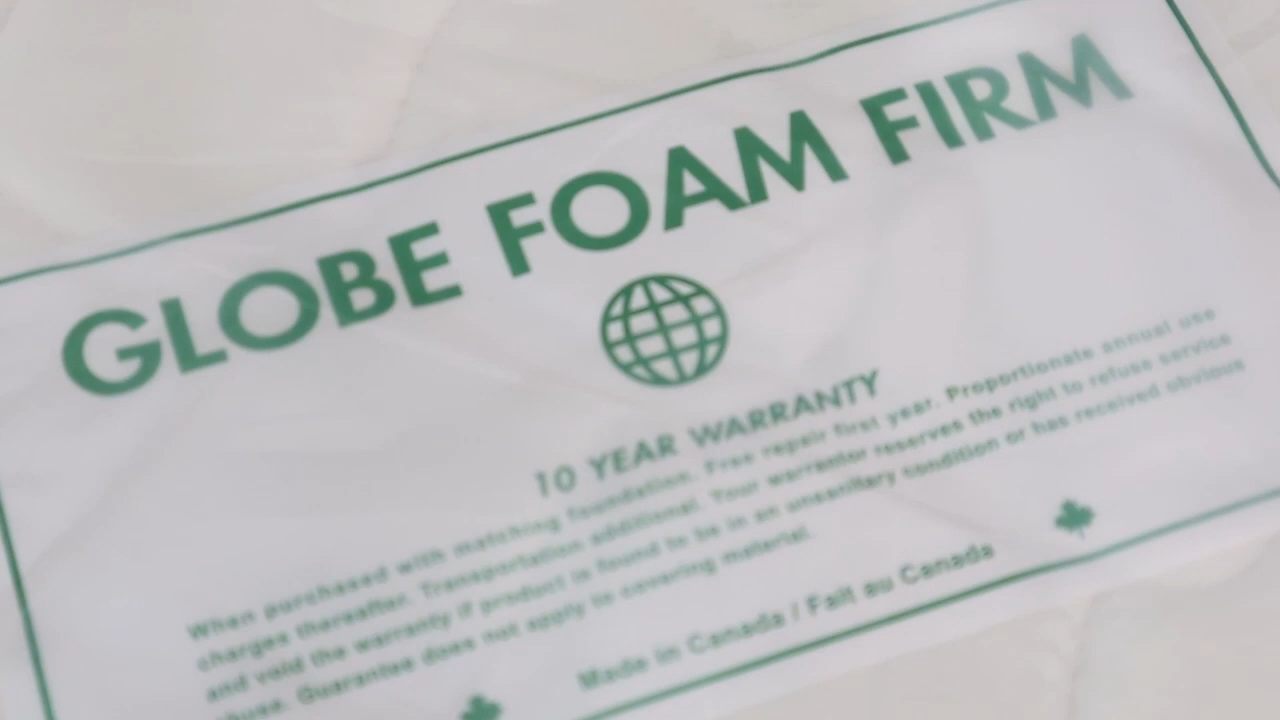 GLOBE FOAM FIRM
10 YEAR WARRANTY
When purchased with matching foundation. Free repair first year. Proportionate annual use
charges thereafter. Transportation additional. Your warrantor reserves the right to refuse service
and void the warranty if product is found to be in an unsanitary condition or has received obvious
abuse. Guarantee does not apply to covering material.
Made in Canada / Fait au Canada